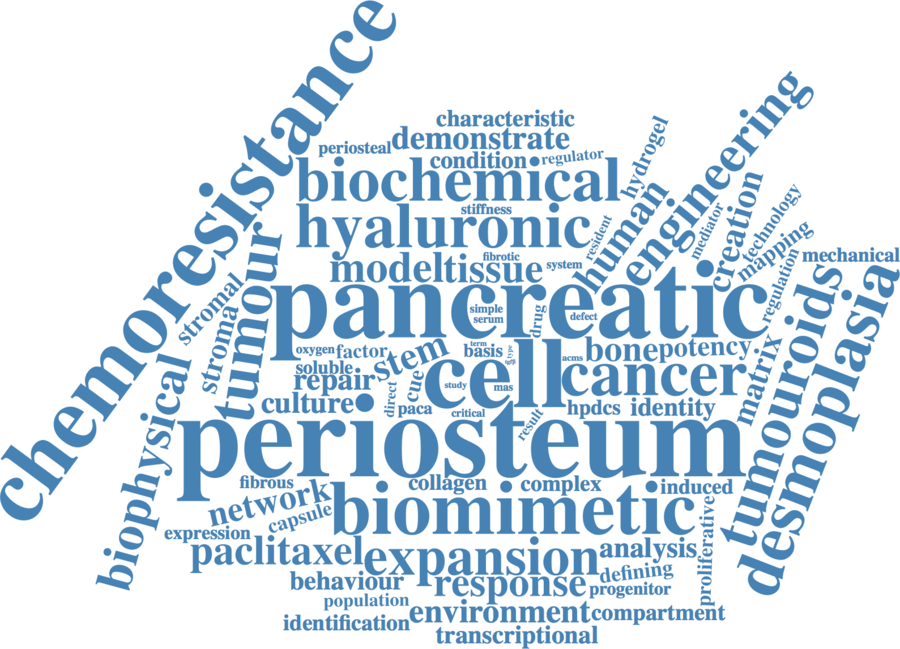 chemoresistance
characteristic
demonstrate
periosteal
condition
regulator
hydrogel
engineering
biochemical
human
creation
mediator
technology
stiffness
hyaluronic
resident
mapping
mechanical
fibrotic
modeltissue
system
regulation
stromal
tumour
pancreatic
simple
serum
drug
defect
tumouroids
desmoplasia
stromal
oxygen
factor
stem
term
basis
type
acms
bonepotency
matrix
soluble
repair
cue
cell
cancer
direct
study
mas
biophysical
culture
paca
critical
result
hpdcs
identity
periosteum
fibrous
collagen
complex
induced
network
capsule
biomimetic
proliferative
expression
paclitaxel
expansion
analysis
behaviour
response
defining
progenitor
population
environment
compartment
identification
transcriptional